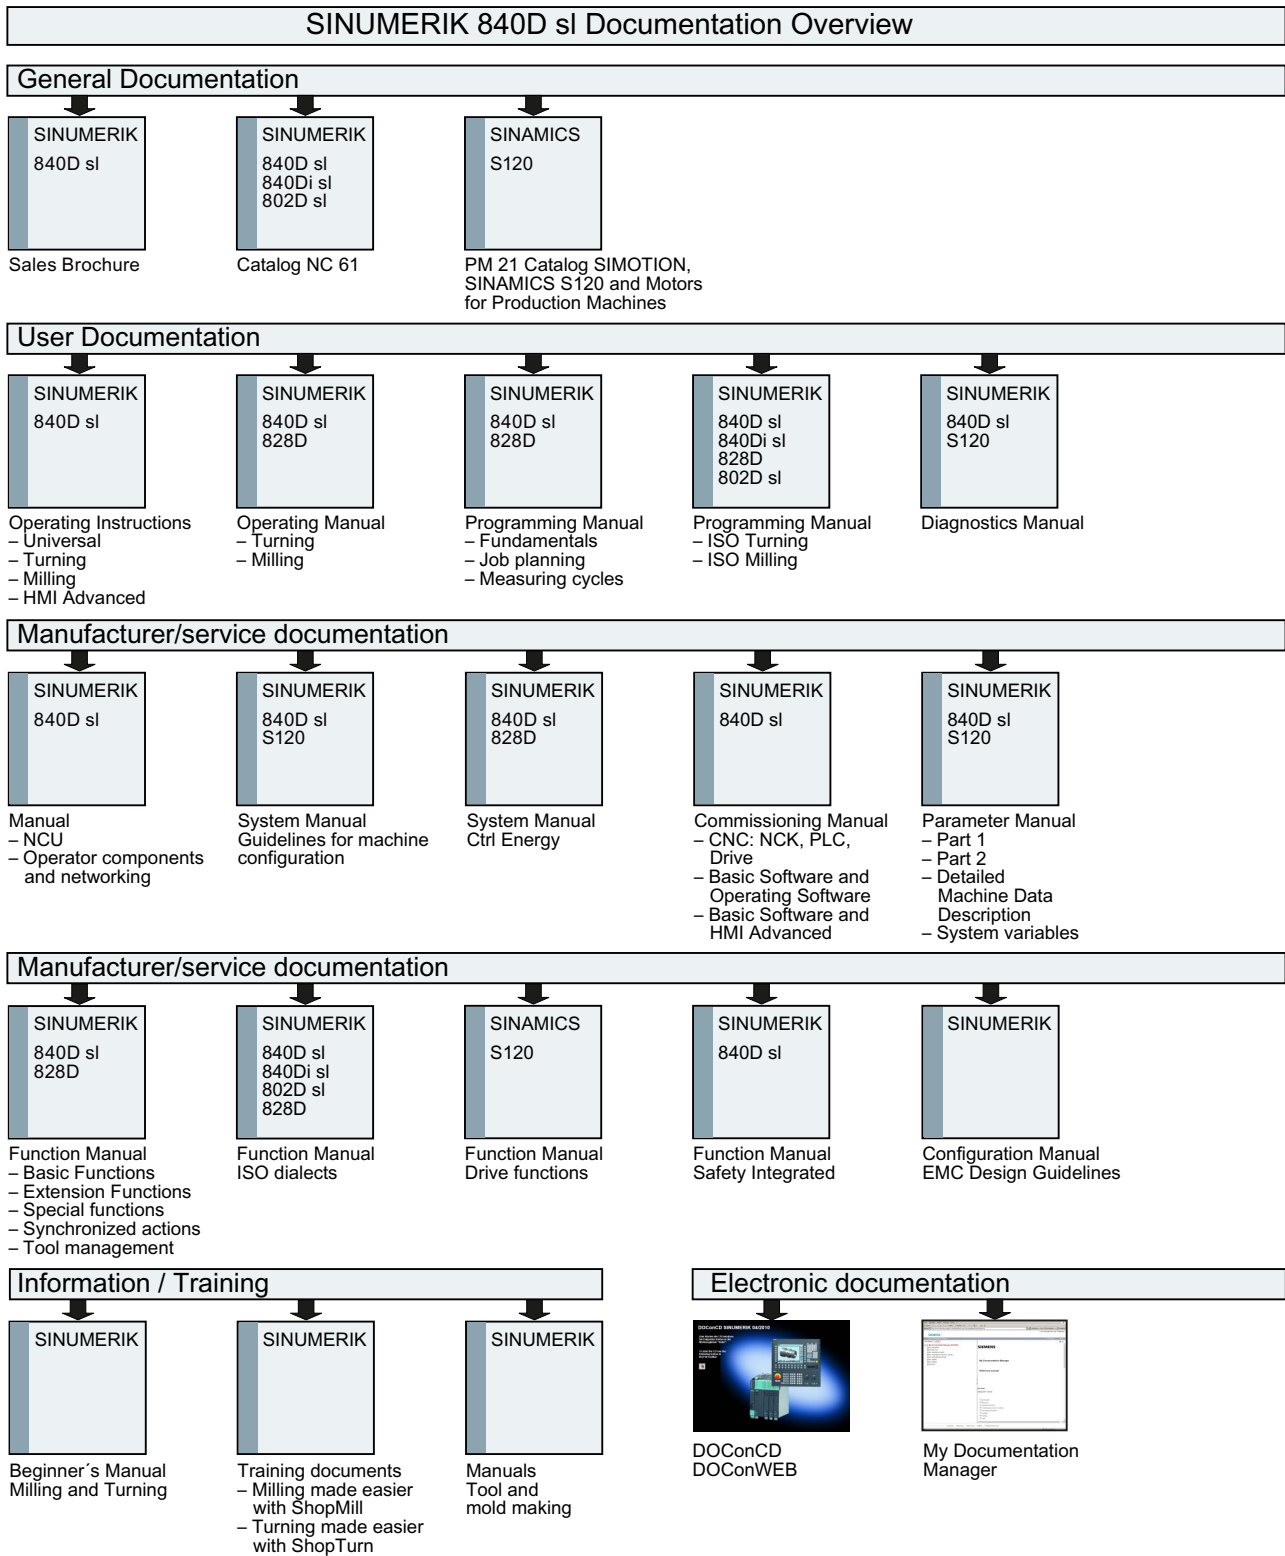 SINUMERIK 840D sl Documentation Overview
General Documentation
SINUMERIK
840D sl
Sales Brochure
SINUMERIK
840D sl
840Di sl
802D sl
Catalog NC 61
SINAMICS
S120
PM 21 Catalog SIMOTION,
SINAMICS S120 and Motors
for Production Machines
User Documentation
SINUMERIK
840D sl
Operating Instructions
– Universal
– Turning
– Milling
– HMI Advanced
SINUMERIK
840D sl
828D
Operating Manual
– Turning
– Milling
SINUMERIK
840D sl
828D
Programming Manual
– Fundamentals
– Job planning
– Measuring cycles
SINUMERIK
840D sl
840Di sl
828D
802D sl
Programming Manual
– ISO Turning
– ISO Milling
SINUMERIK
840D sl
S120
Diagnostics Manual
Manufacturer/service documentation
SINUMERIK
840D sl
Manual
– NCU
– Operator components
and networking
SINUMERIK
840D sl
S120
System Manual
Guidelines for machine
configuration
SINUMERIK
840D sl
828D
System Manual
Ctrl Energy
SINUMERIK
840D sl
Commissioning Manual
– CNC: NCK, PLC,
Drive
– Basic Software and
Operating Software
– Basic Software and
HMI Advanced
SINUMERIK
840D sl
S120
Parameter Manual
– Part 1
– Part 2
– Detailed
Machine Data
Description
– System variables
Manufacturer/service documentation
SINUMERIK
840D sl
828D
Function Manual
– Basic Functions
– Extension Functions
– Special functions
– Synchronized actions
– Tool management
SINUMERIK
840D sl
840Di sl
802D sl
828D
Function Manual
ISO dialects
SINAMICS
S120
Function Manual
Drive functions
SINUMERIK
840D sl
Function Manual
Safety Integrated
SINUMERIK
Configuration Manual
EMC Design Guidelines
Information / Training
SINUMERIK
Beginner´s Manual
Milling and Turning
SINUMERIK
Training documents
– Milling made easier
with ShopMill
– Turning made easier
with ShopTurn
SINUMERIK
Manuals
Tool and
mold making
Electronic documentation
DOConCD SINUMERIK 04/2010
DOConCD
DOConWEB
SIEMENS
My Documentation Manager
My Documentation
Manager